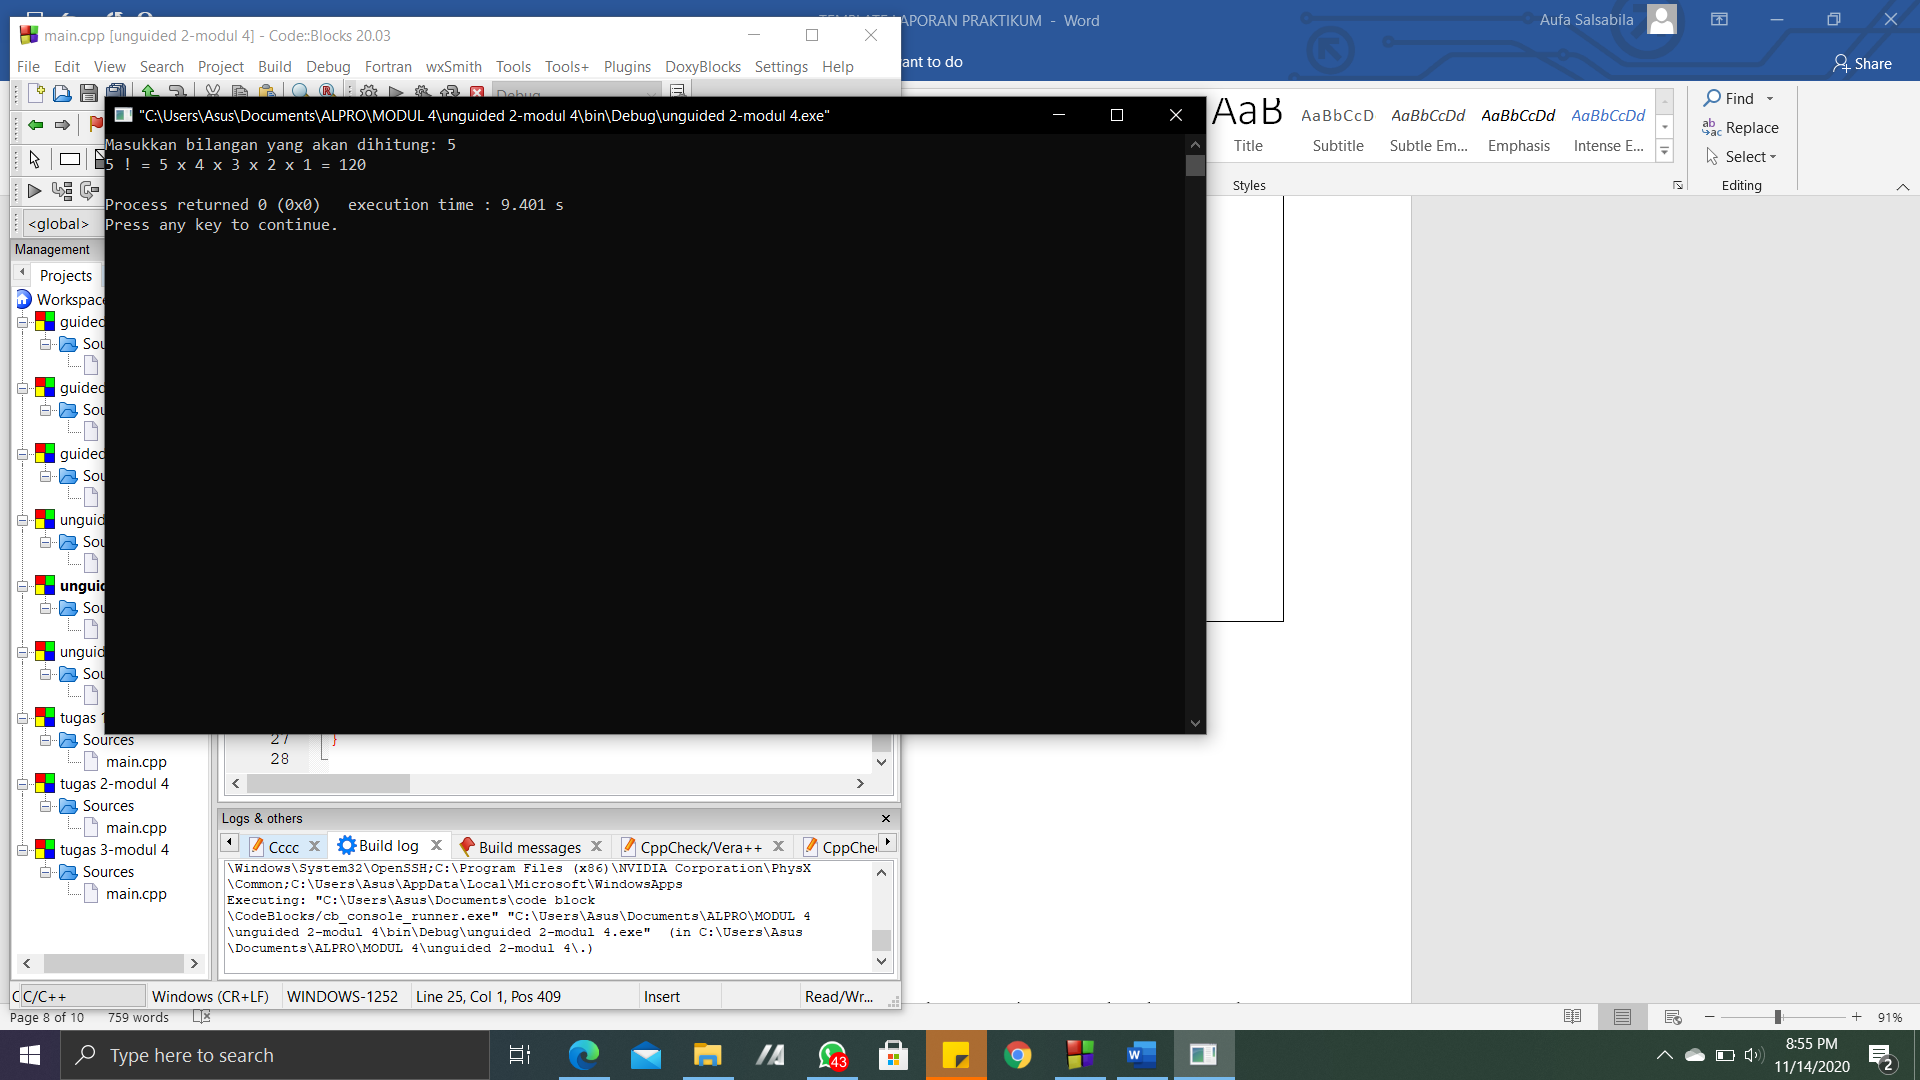 TEMPLATE LAPORAN PRAKTIKUM - Word
Aufa Salsabila
main.cpp [unguided 2-modul 4] - Code::Blocks 20.03
File Edit View Search Project Build Debug Fortran wxSmith Tools Tools+ Plugins DoxyBlocks Settings Help
ant to do
Share
Debug
"C:\Users\Asus\Documents\ALPRO\MODUL 4\unguided 2-modul 4\bin\Debug\unguided 2-modul 4.exe"
Masukkan bilangan yang akan dihitung: 5
5 ! = 5 x 4 x 3 x 2 x 1 = 120
Process returned 0 (0x0)   execution time : 9.401 s
Press any key to continue.
AaB AaBbCcD AaBbCcDd AaBbCcDd AaBbCcDd
Title Subtitle Subtle Em... Emphasis Intense E...
Styles
Find
Replace
Select
Editing
<global>
Management
Projects
Workspace
guided
Sou
guided
Sou
guided
Sou
unguid
Sou
unguid
Sou
unguid
Sou
tugas 1
Sources
main.cpp
tugas 2-modul 4
Sources
main.cpp
tugas 3-modul 4
Sources
main.cpp
27 }
28
Logs & others
Cccc Build log Build messages CppCheck/Vera++ CppChe
\Windows\System32\OpenSSH;C:\Program Files (x86)\NVIDIA Corporation\PhysX
\Common;C:\Users\Asus\AppData\Local\Microsoft\WindowsApps
Executing: "C:\Users\Asus\Documents\code block
\CodeBlocks/cb_console_runner.exe" "C:\Users\Asus\Documents\ALPRO\MODUL 4
\unguided 2-modul 4\bin\Debug\unguided 2-modul 4.exe"  (in C:\Users\Asus
\Documents\ALPRO\MODUL 4\unguided 2-modul 4\.)
C C/C++ Windows (CR+LF) WINDOWS-1252 Line 25, Col 1, Pos 409 Insert Read/Wr...
Page 8 of 10 759 words
91%
Type here to search
43
8:55 PM
11/14/2020
2